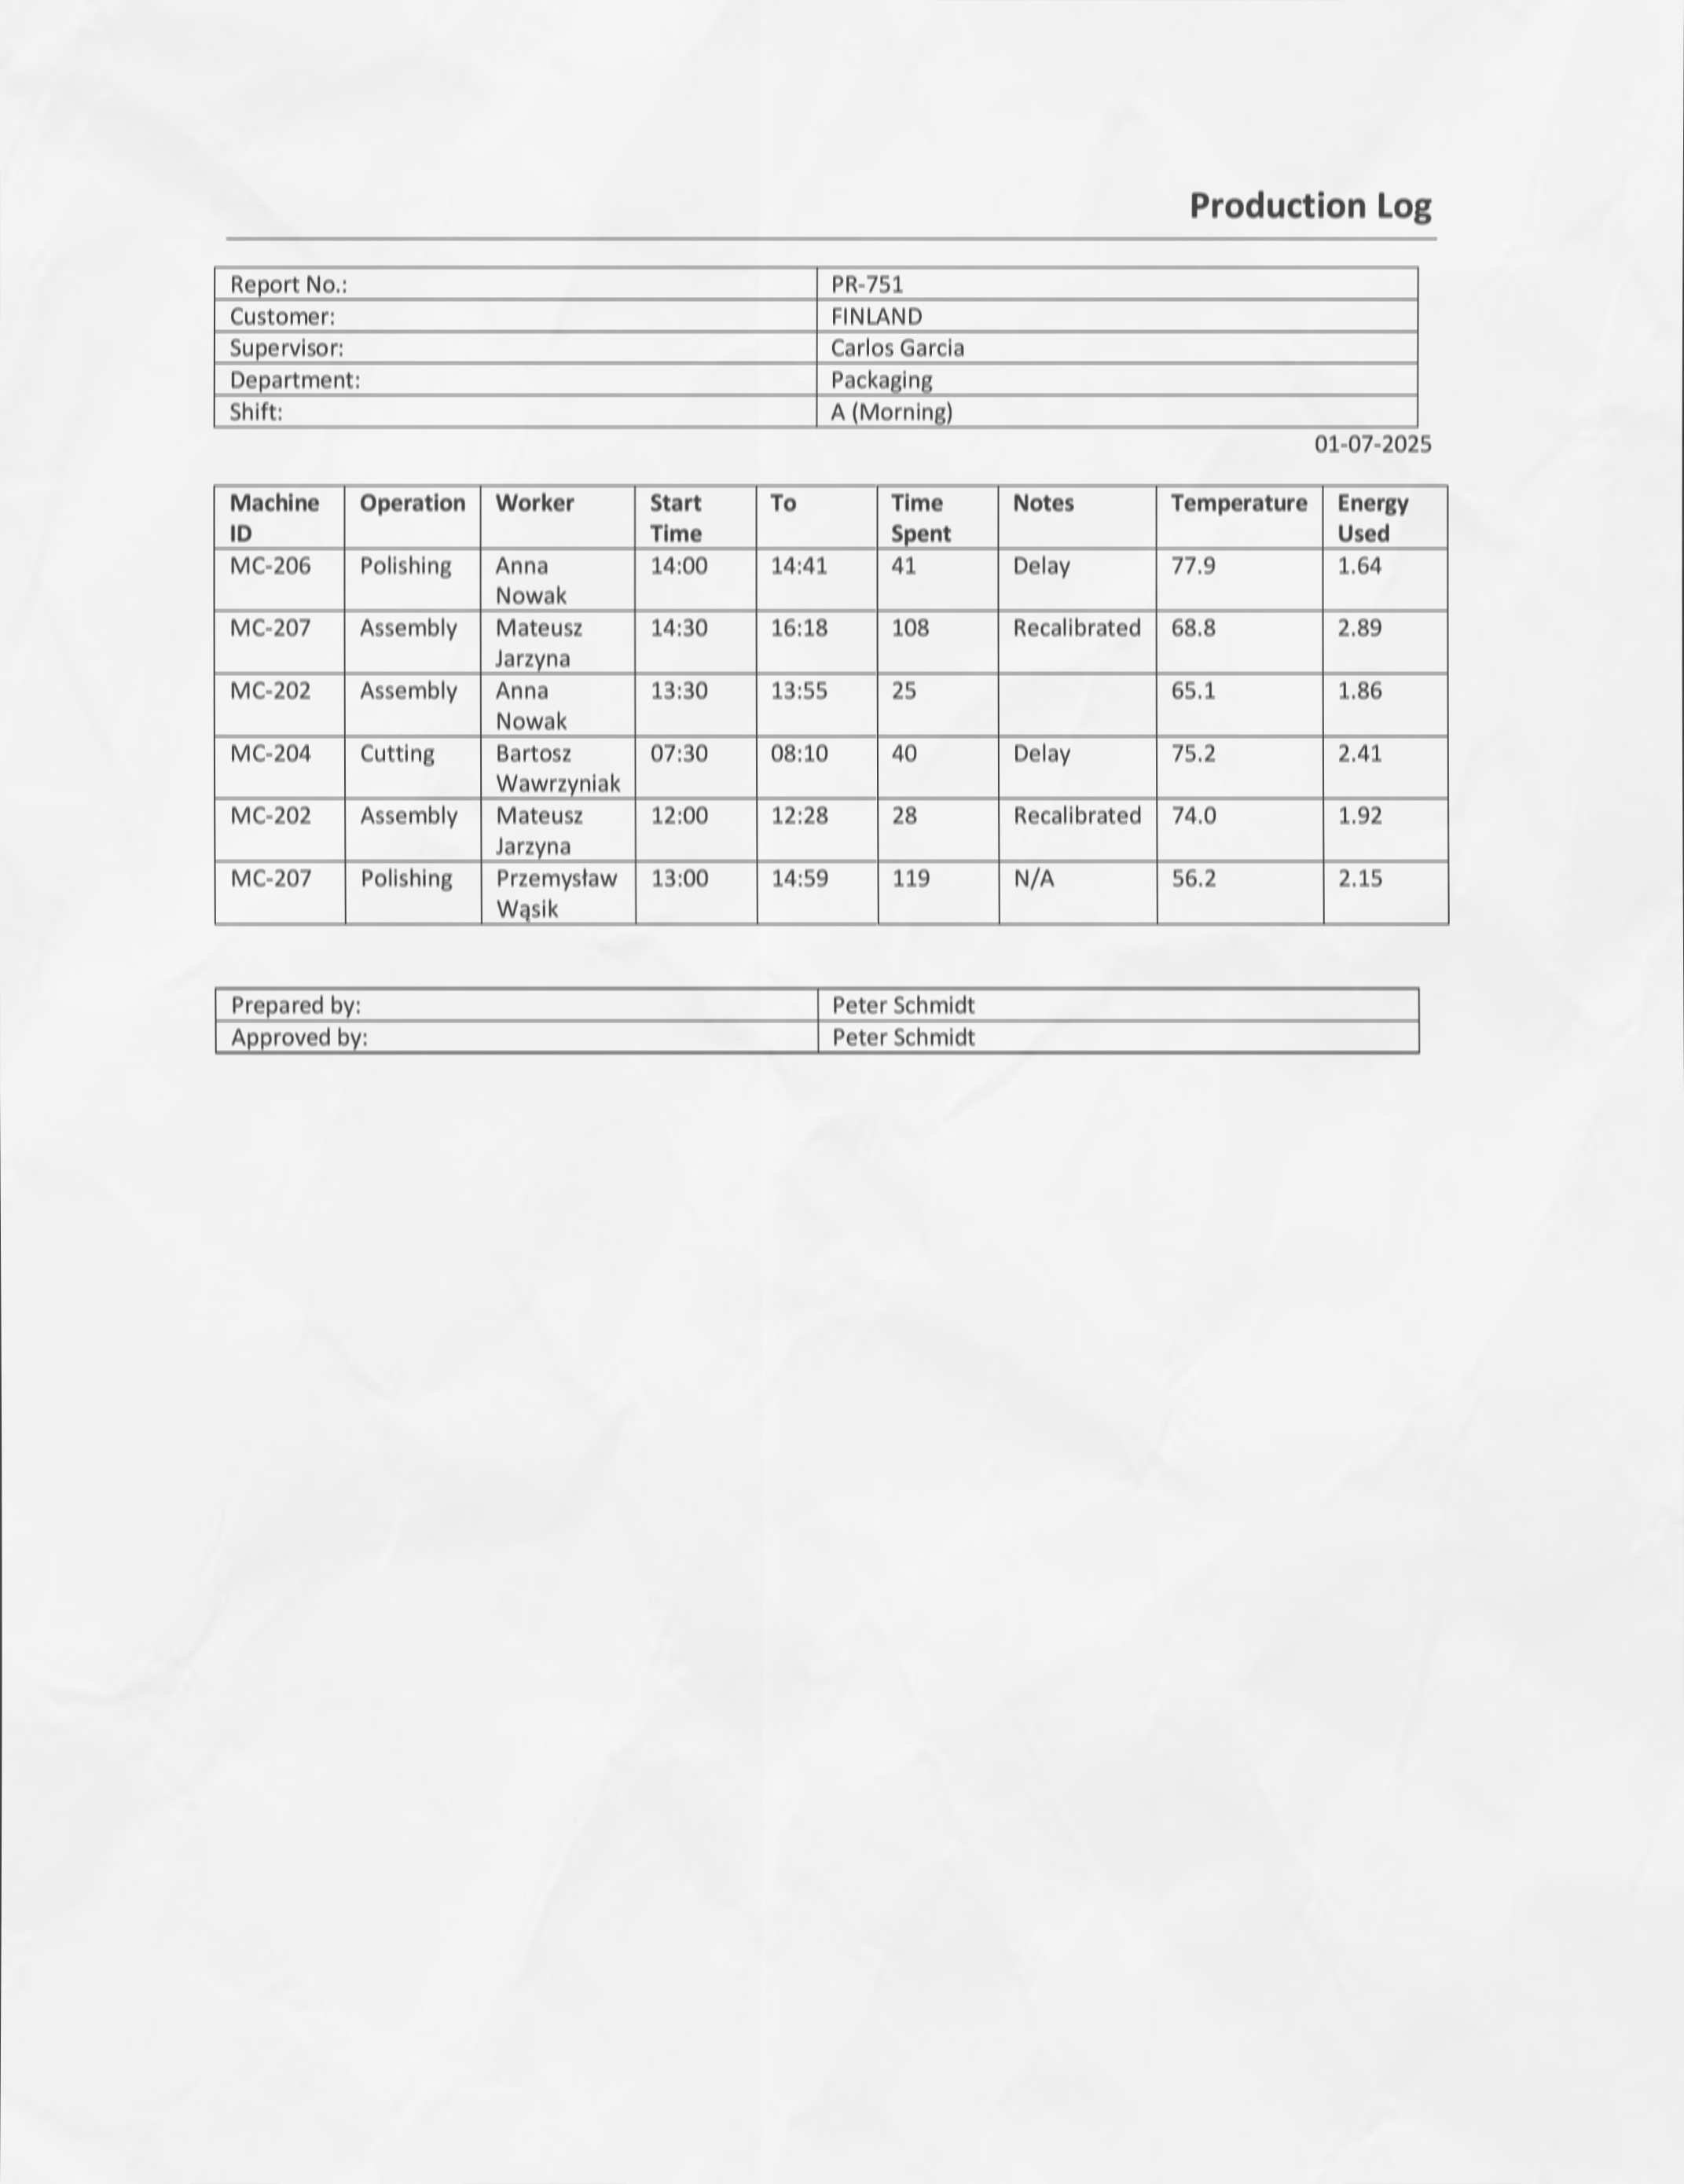 Production Log
Report No.: PR-751
Customer: FINLAND
Supervisor: Carlos Garcia
Department: Packaging
Shift: A (Morning)
01-07-2025
Machine ID Operation Worker Start Time To Time Spent Notes Temperature Energy Used
MC-206 Polishing Anna Nowak 14:00 14:41 41 Delay 77.9 1.64
MC-207 Assembly Mateusz Jarzyna 14:30 16:18 108 Recalibrated 68.8 2.89
MC-202 Assembly Anna Nowak 13:30 13:55 25 65.1 1.86
MC-204 Cutting Bartosz Wawrzyniak 07:30 08:10 40 Delay 75.2 2.41
MC-202 Assembly Mateusz Jarzyna 12:00 12:28 28 Recalibrated 74.0 1.92
MC-207 Polishing Przemysław Wąsik 13:00 14:59 119 N/A 56.2 2.15
Prepared by: Peter Schmidt
Approved by: Peter Schmidt